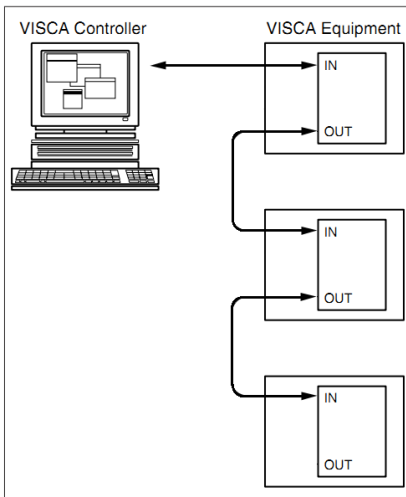 VISCA Controller
VISCA Equipment
IN
OUT
IN
OUT
IN
OUT